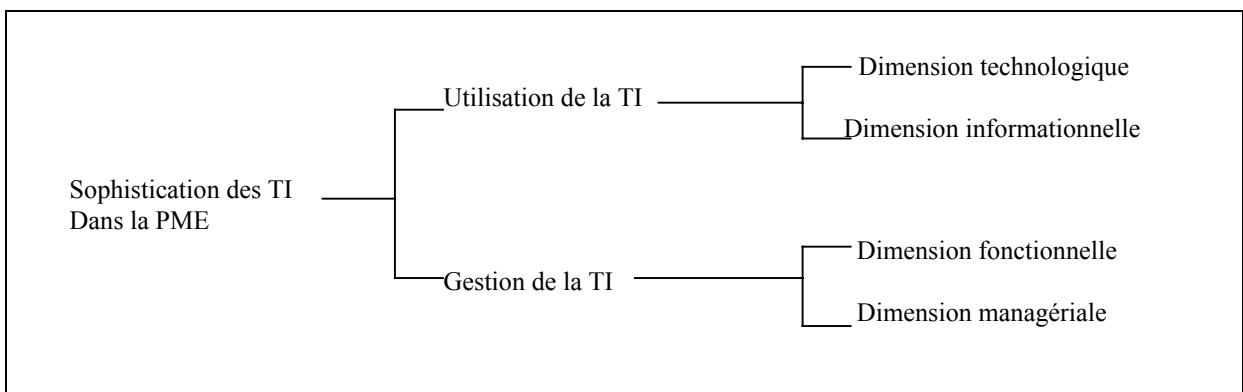 Sophistication des TI
Dans la PME
Utilisation de la TI
Dimension technologique
Dimension informationnelle
Gestion de la TI
Dimension fonctionnelle
Dimension managériale